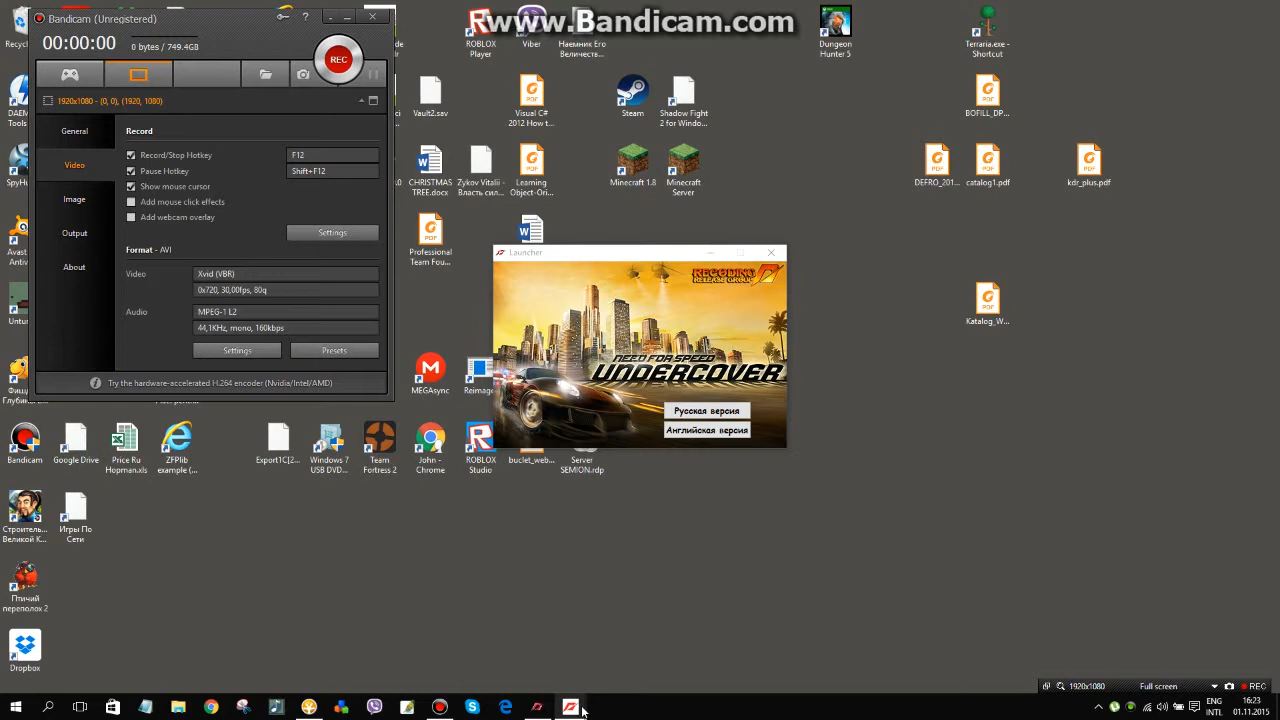 Bandicam (Unregistered)
www.Bandicam.com
00:00:00
0 bytes / 749.4GB
REC
1920x1080 - (0, 0), (1920, 1080)
General
Video
Image
Output
About
Record
Record/Stop Hotkey
F12
Pause Hotkey
Shift+F12
Show mouse cursor
Add mouse click effects
Add webcam overlay
Settings
Format - AVI
Video
Xvid (VBR)
0x720, 30,00fps, 80q
Audio
MPEG-1 L2
44,1KHz, mono, 160kbps
Settings
Presets
Try the hardware-accelerated H.264 encoder (Nvidia/Intel/AMD)
ROBLOX
Player
Viber
Наемник Его
Величеств...
Dungeon
Hunter 5
Terraria.exe -
Shortcut
Vault2.sav
Visual C#
2012 How t...
Steam
Shadow Fight
2 for Windo...
BOFILL_DP...
CHRISTMAS
TREE.docx
Zykov Vitalii -
Власть сил...
Learning
Object-Ori...
Minecraft 1.8
Minecraft
Server
DEFRO_201...
catalog1.pdf
kdr_plus.pdf
Professional
Team Fou...
Katalog_W...
Launcher
RECODING
RELEASE GROUP
NEED FOR SPEED
UNDERCOVER
Русская версия
Английская версия
MEGAsync
Reimage
Bandicam
Google Drive
Price Ru
Hopman.xls
ZFPlib
example (...
Export1C[2...
Windows 7
USB DVD...
Team
Fortress 2
John -
Chrome
ROBLOX
Studio
buclet_web...
Server
SEMION.rdp
Строитель...
Великой К...
Игры По
Сети
Птичий
переполох 2
Dropbox
1920x1080
Full screen
REC
ENG
INTL
16:23
01.11.2015